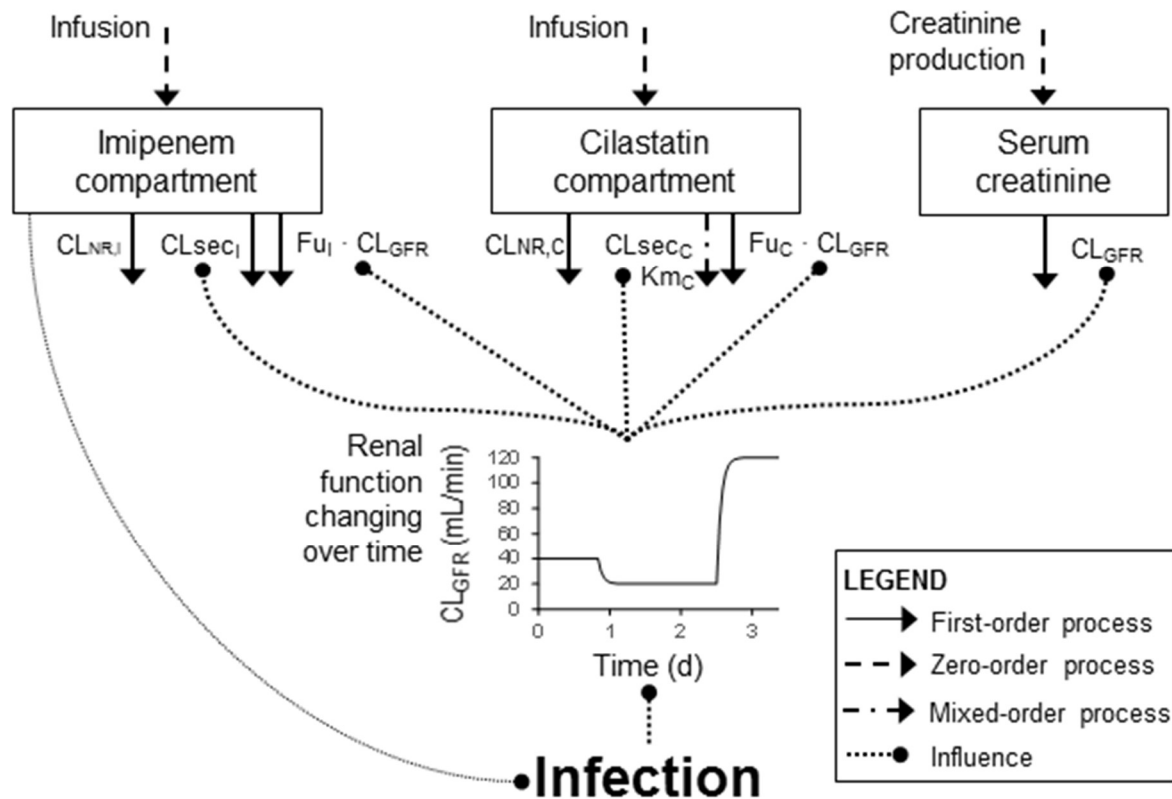 Infusion
Infusion
Creatinine
production
Imipenem
compartment
Cilastatin
compartment
Serum
creatinine
CLNR,I
CLsecI
FuI · CLGFR
CLNR,C
CLsecC
KmC
FuC · CLGFR
CLGFR
Renal
function
changing
over time
CLGFR (mL/min)
120
100
80
60
40
20
0
0 1 2 3
Time (d)
Infection
LEGEND
First-order process
Zero-order process
Mixed-order process
Influence